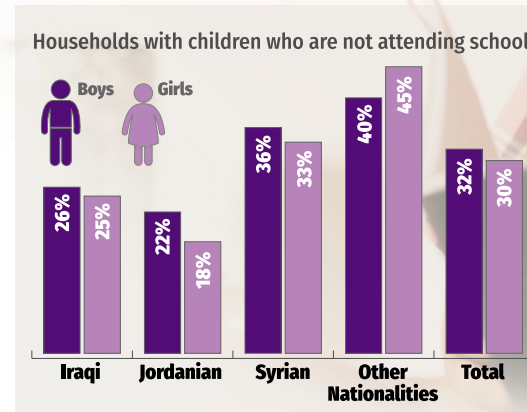 Households with children who are not attending school
Boys
Girls
26%
25%
22%
18%
36%
33%
40%
45%
32%
30%
Iraqi
Jordanian
Syrian
Other
Nationalities
Total